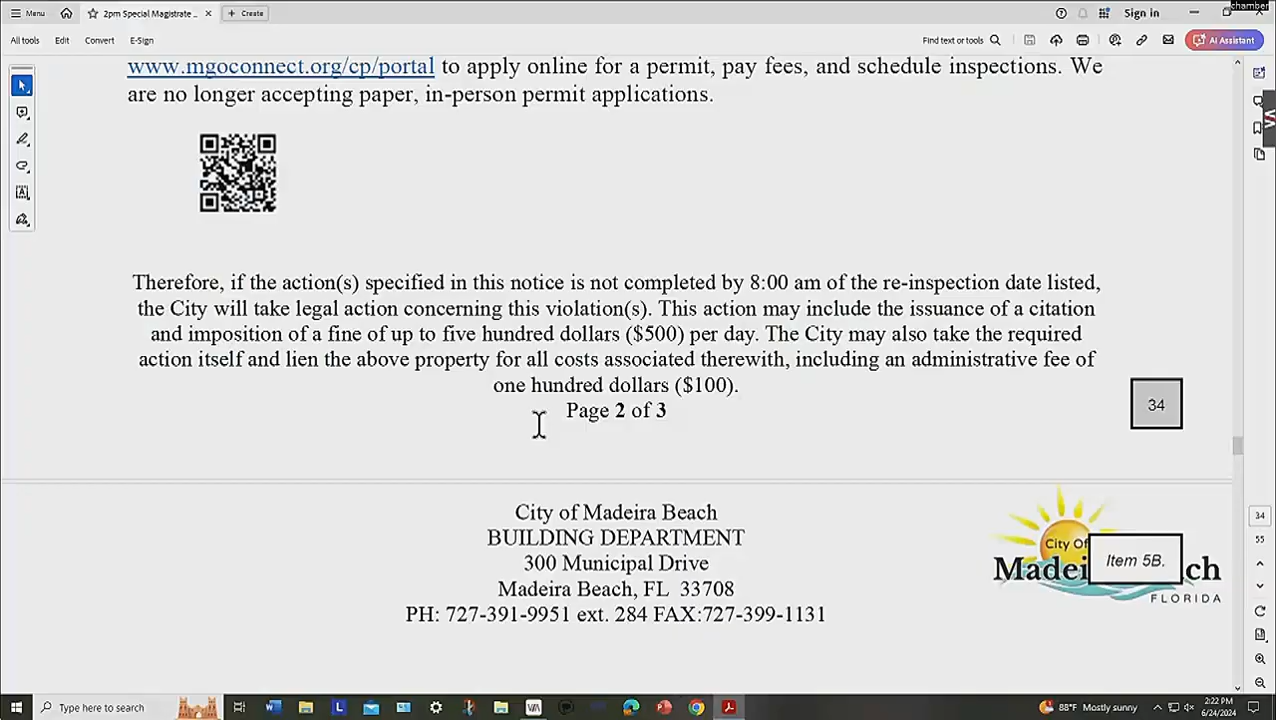 chamber
Menu
2pm Special Magistrate ...
Create
Sign in
All tools
Edit
Convert
E-Sign
Find text or tools
AI Assistant
www.mgoconnect.org/cp/portal to apply online for a permit, pay fees, and schedule inspections. We
are no longer accepting paper, in-person permit applications.
Therefore, if the action(s) specified in this notice is not completed by 8:00 am of the re-inspection date listed,
the City will take legal action concerning this violation(s). This action may include the issuance of a citation
and imposition of a fine of up to five hundred dollars ($500) per day. The City may also take the required
action itself and lien the above property for all costs associated therewith, including an administrative fee of
one hundred dollars ($100).
Page 2 of 3
34
City of Madeira Beach
BUILDING DEPARTMENT
300 Municipal Drive
Madeira Beach, FL  33708
PH: 727-391-9951 ext. 284 FAX:727-399-1131
City Of
Madei
ch
Item 5B.
FLORIDA
34
55
Type here to search
88°F Mostly sunny
2:22 PM
6/24/2024